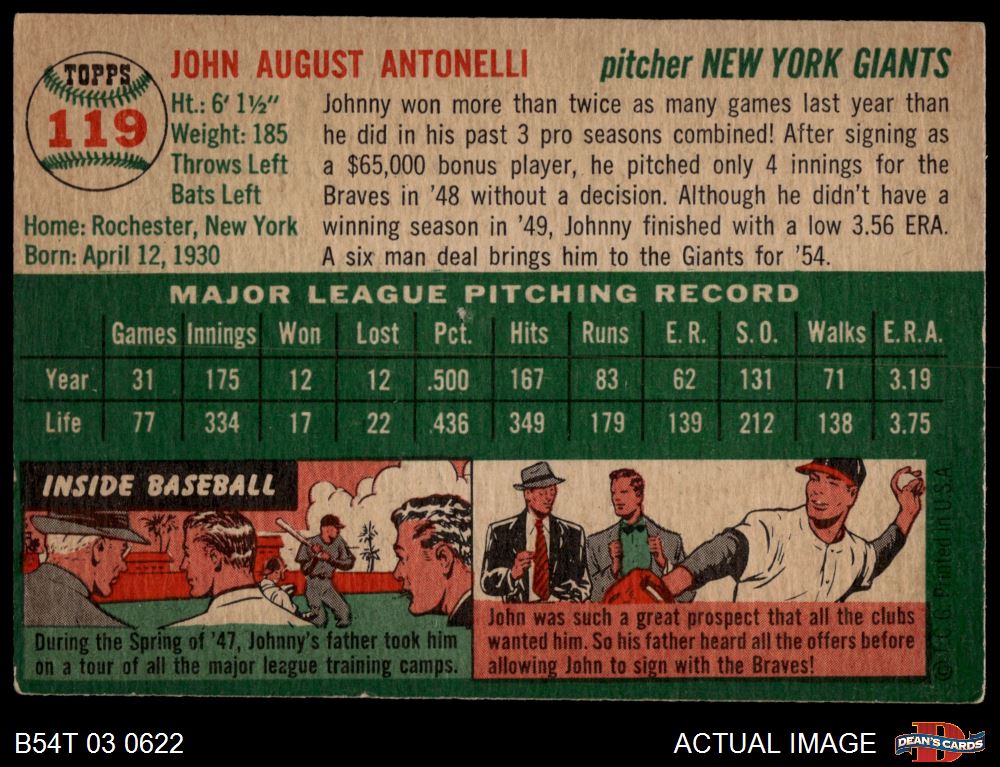 TOPPS
119
JOHN AUGUST ANTONELLI
pitcher NEW YORK GIANTS
Ht.: 6' 1½"
Weight: 185
Throws Left
Bats Left
Home: Rochester, New York
Born: April 12, 1930
Johnny won more than twice as many games last year than
he did in his past 3 pro seasons combined! After signing as
a $65,000 bonus player, he pitched only 4 innings for the
Braves in '48 without a decision. Although he didn't have a
winning season in '49, Johnny finished with a low 3.56 ERA.
A six man deal brings him to the Giants for '54.
MAJOR LEAGUE PITCHING RECORD
Games Innings Won Lost Pct. Hits Runs E.R. S.O. Walks E.R.A.
Year 31 175 12 12 .500 167 83 62 131 71 3.19
Life 77 334 17 22 .436 349 179 139 212 138 3.75
INSIDE BASEBALL
During the Spring of '47, Johnny's father took him
on a tour of all the major league training camps.
John was such a great prospect that all the clubs
wanted him. So his father heard all the offers before
allowing John to sign with the Braves!
© T. C. G. Printed in U.S.A.
B54T 03 0622
ACTUAL IMAGE
DEAN'S CARDS